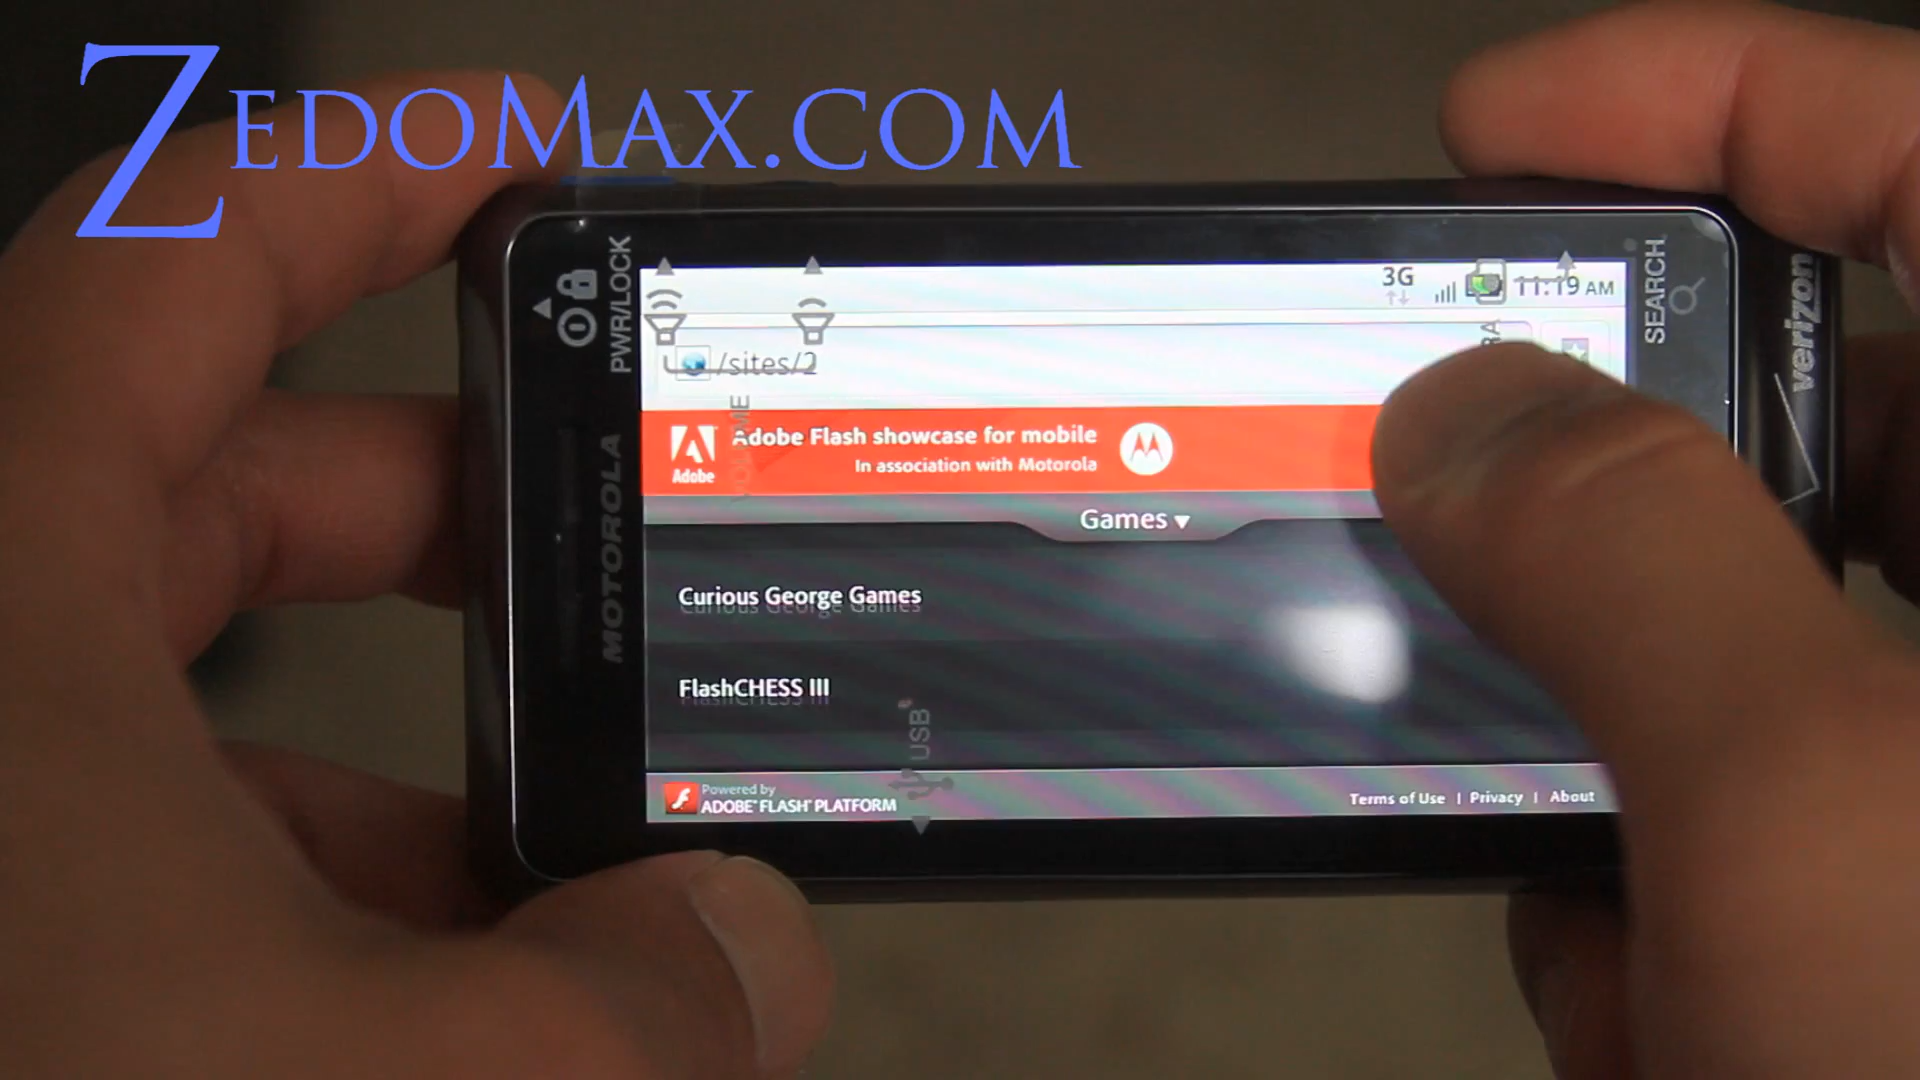 ZEDOMAX.COM
PWR/LOCK
3G
11:19 AM
SEARCH
verizon
/sites/2
VOLUME
MOTOROLA
Adobe
Adobe Flash showcase for mobile
In association with Motorola
Games
Curious George Games
FlashCHESS III
USB
Powered by
ADOBE® FLASH® PLATFORM
Terms of Use | Privacy | About